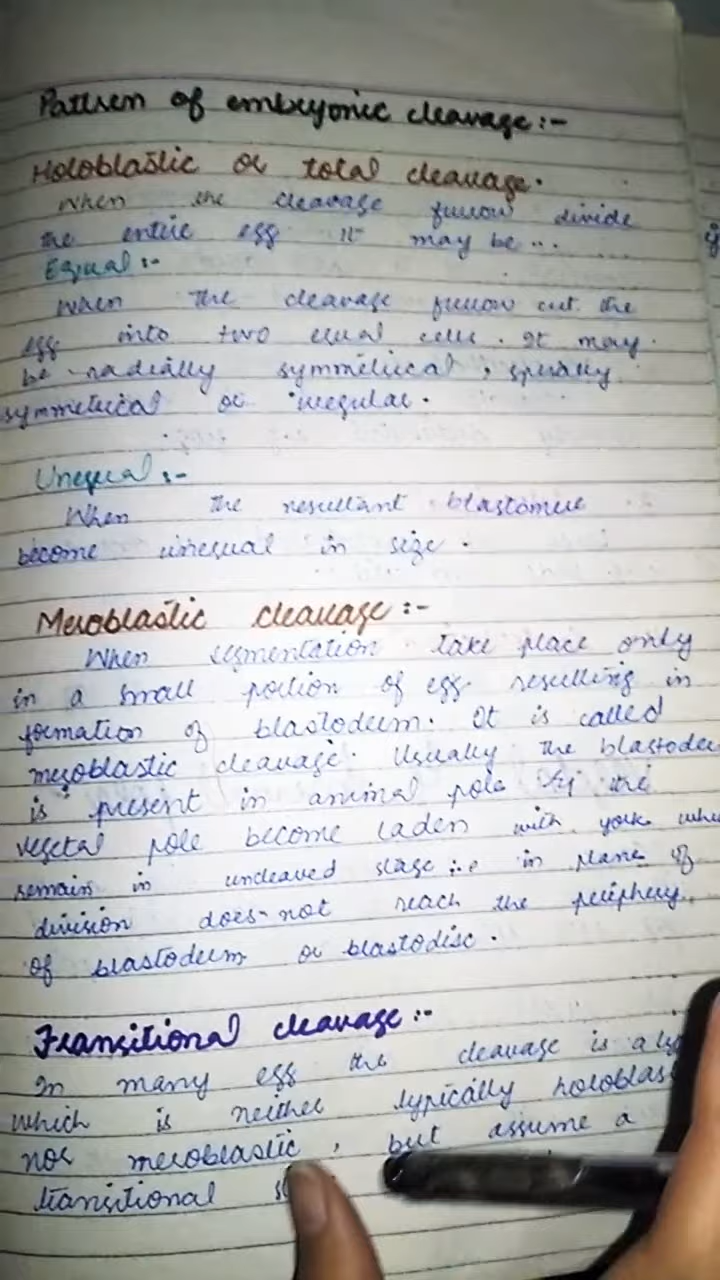 Pattern of embryonic cleavage :-
Holoblastic or total cleavage.
When the cleavage furrow divide
the entire egg it may be ...
Equal :-
When the cleavage furrow cut the
egg into two equal cells. It may
be radially symmetrical, spirally
symmetrical or irregular.
Unequal :-
When the resultant blastomere
become unequal in size.
Meroblastic cleavage :-
When segmentation take place only
in a small portion of egg resulling in
formation of blastoderm. It is called
meroblastic cleavage. Usually the blastode
is present in animal pole the
vegetal pole become laden with york
remain in uncleaved stage in plane of
division does-not reach the periphery
of blastoderm or blastodisc.
Transitional cleavage :-
In many egg the cleavage is als
which is neither typically holoblas
nor meroblastic, but assume a
transitional